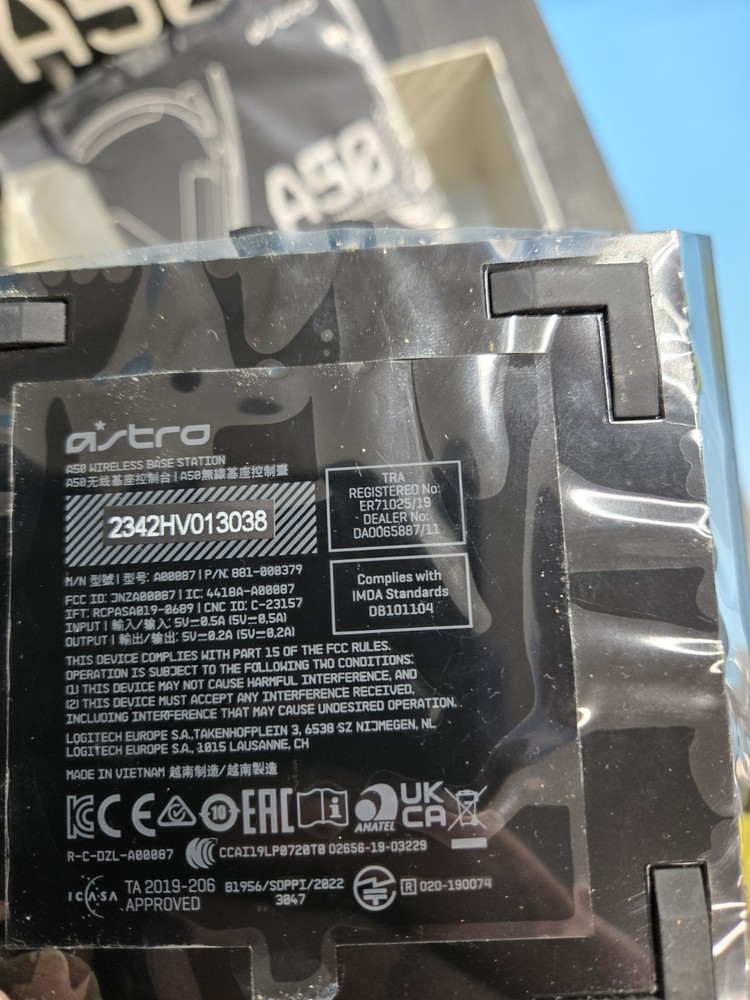 A50
astro
A50
astro
A50 WIRELESS BASE STATION
A50无线基座控制台 | A50無線基座控制臺
2342HV013038
M/N 型號 | 型号: A00087 | P/N: 881-000379
FCC ID: JNZA00087 | IC: 4418A-A00087
IFT: RCPASA019-0609 | CNC ID: C-23157
INPUT | 輸入/输入: 5V⎓0.5A (5V⎓0,5A)
OUTPUT | 輸出/输出: 5V⎓0.2A (5V⎓0,2A)
TRA
REGISTERED No:
ER71025/19
DEALER No:
DA0065887/11
Complies with
IMDA Standards
DB101104
THIS DEVICE COMPLIES WITH PART 15 OF THE FCC RULES.
OPERATION IS SUBJECT TO THE FOLLOWING TWO CONDITIONS:
(1) THIS DEVICE MAY NOT CAUSE HARMFUL INTERFERENCE, AND
(2) THIS DEVICE MUST ACCEPT ANY INTERFERENCE RECEIVED,
INCLUDING INTERFERENCE THAT MAY CAUSE UNDESIRED OPERATION.
LOGITECH EUROPE S.A.,TAKENHOFPLEIN 3, 6538 SZ NIJMEGEN, NL
LOGITECH EUROPE S.A., 1015 LAUSANNE, CH
MADE IN VIETNAM 越南制造/越南製造
KC CE 10 EAC i ANATEL UK CA
R-C-DZL-A00087 CCAI19LP0720T0 02656-19-03229
ICASA TA 2019-206 APPROVED 81956/SDPPI/2022 3047 R 020-190074